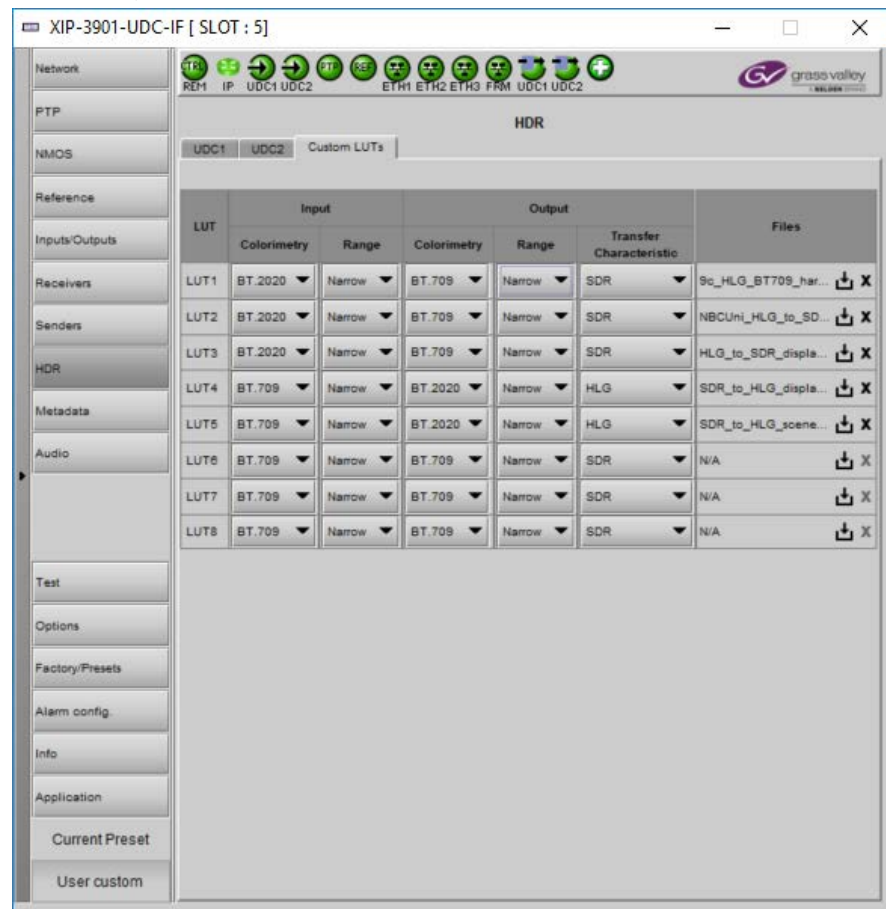 XIP-3901-UDC-IF [ SLOT : 5]
Network
PTP
NMOS
Reference
Inputs/Outputs
Receivers
Senders
HDR
Metadata
Audio
Test
Options
Factory/Presets
Alarm config.
Info
Application
Current Preset
User custom
CTRL PTP REF
REM IP UDC1 UDC2 ETH1 ETH2 ETH3 FRM UDC1 UDC2
GV grass valley
A BELDEN BRAND
HDR
UDC1 UDC2 Custom LUTs
LUT Input Output Files
Colorimetry Range Colorimetry Range Transfer Characteristic
LUT1 BT.2020 Narrow BT.709 Narrow SDR 9c_HLG_BT709_har... X
LUT2 BT.2020 Narrow BT.709 Narrow SDR NBCUni_HLG_to_SD... X
LUT3 BT.2020 Narrow BT.709 Narrow SDR HLG_to_SDR_displa... X
LUT4 BT.709 Narrow BT.2020 Narrow HLG SDR_to_HLG_displa... X
LUT5 BT.709 Narrow BT.2020 Narrow HLG SDR_to_HLG_scene... X
LUT6 BT.709 Narrow BT.709 Narrow SDR N/A X
LUT7 BT.709 Narrow BT.709 Narrow SDR N/A X
LUT8 BT.709 Narrow BT.709 Narrow SDR N/A X